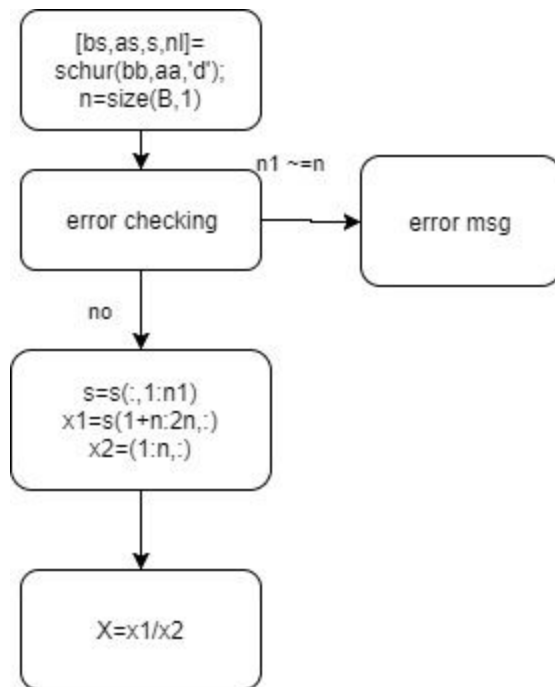 [bs,as,s,nl]=
schur(bb,aa,'d');
n=size(B,1)
error checking
n1 ~=n
error msg
no
s=s(:,1:n1)
x1=s(1+n:2n,:)
x2=(1:n,:)
X=x1/x2